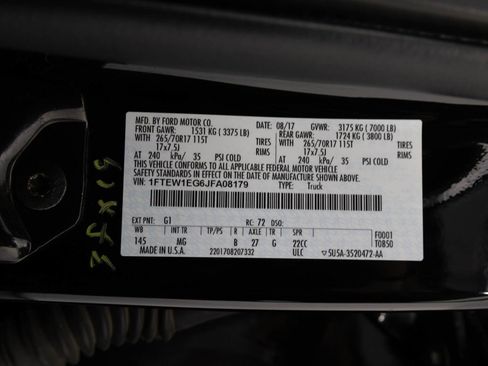 MFD. BY FORD MOTOR CO.
DATE: 08/17 GVWR: 3175 KG ( 7000 LB)
FRONT GAWR: 1531 KG ( 3375 LB) REAR GAWR: 1724 KG ( 3800 LB)
WITH 265/70R17 115T WITH 265/70R17 115T
17x7.5J 17x7.5J
AT 240 kPa/ 35 PSI COLD AT 240 kPa/ 35 PSI COLD
THIS VEHICLE CONFORMS TO ALL APPLICABLE FEDERAL MOTOR VEHICLE
SAFETY STANDARDS IN EFFECT ON THE DATE OF MANUFACTURE SHOWN ABOVE.
VIN: 1FTEW1EG6JFA08179 TYPE: Truck
EXT PNT: G1 RC: 72 DSO:
WB INT TR TP/PS R AXLE TR SPR F0001
145 MG B 27 G 22CC T0850
MADE IN U.S.A. 2201708207332 ULC 5U5A-3520472-AA